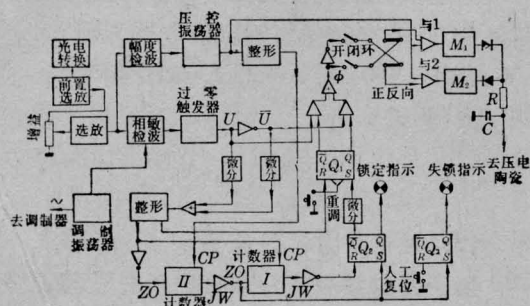 光电
转换
前置
选放
增益
选放
幅度
检波
压控
振荡器
整形
相敏
检波
过零
触发器
U
Ū
开闭环
Φ
正反向
与1
与2
M₁
M₂
R
C
去压电
陶瓷
微分
微分
Q̄ Q₁ Q
R S
重调
微分
锁定指示
失锁指示
调制
振荡器
去调制器
整形
计数器
CP
CP
ZO
II
JW
ZO
I
JW
计数器
Q̄ Q₂ Q
R S
Q̄ Q₃ Q
R S
人工
复位